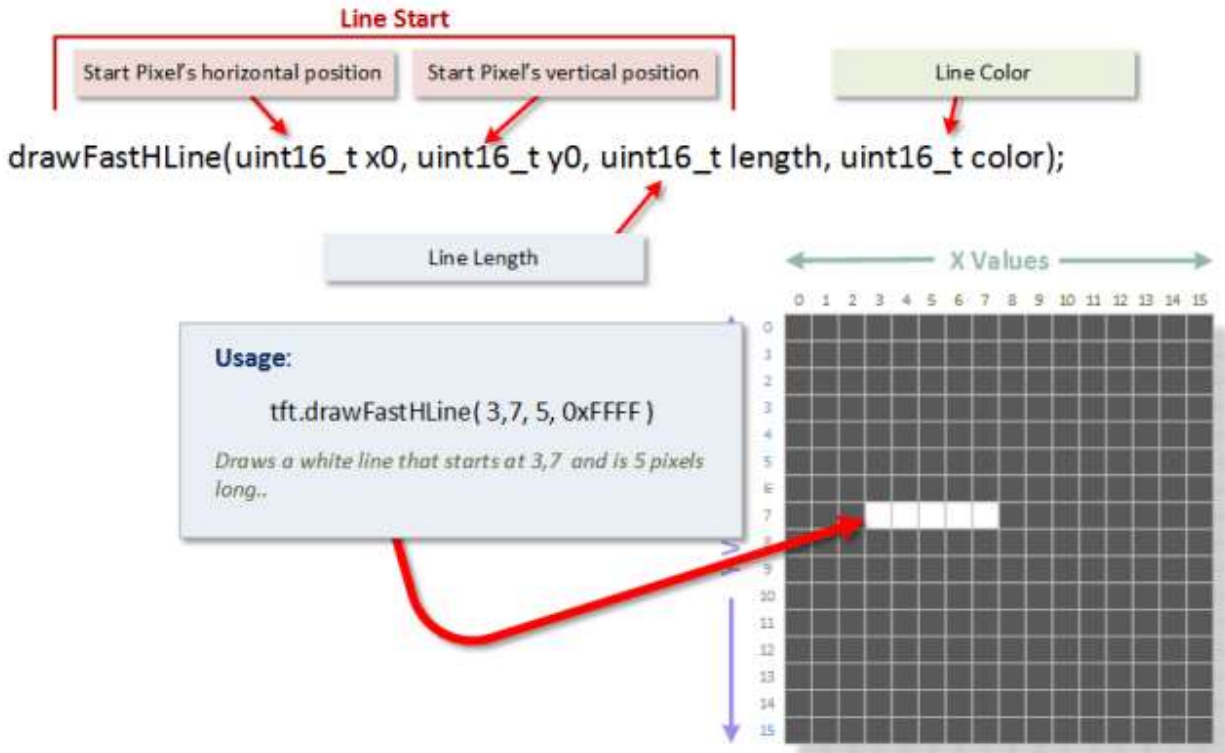 Line Start
Start Pixel's horizontal position
Start Pixel's vertical position
Line Color
drawFastHLine(uint16_t x0, uint16_t y0, uint16_t length, uint16_t color);
Line Length
X Values
0 1 2 3 4 5 6 7 8 9 10 11 12 13 14 15
Usage:
tft.drawFastHLine( 3,7, 5, 0xFFFF )
Draws a white line that starts at 3,7 and is 5 pixels
long..
0
1
2
3
4
5
7
8
9
10
11
12
13
14
15